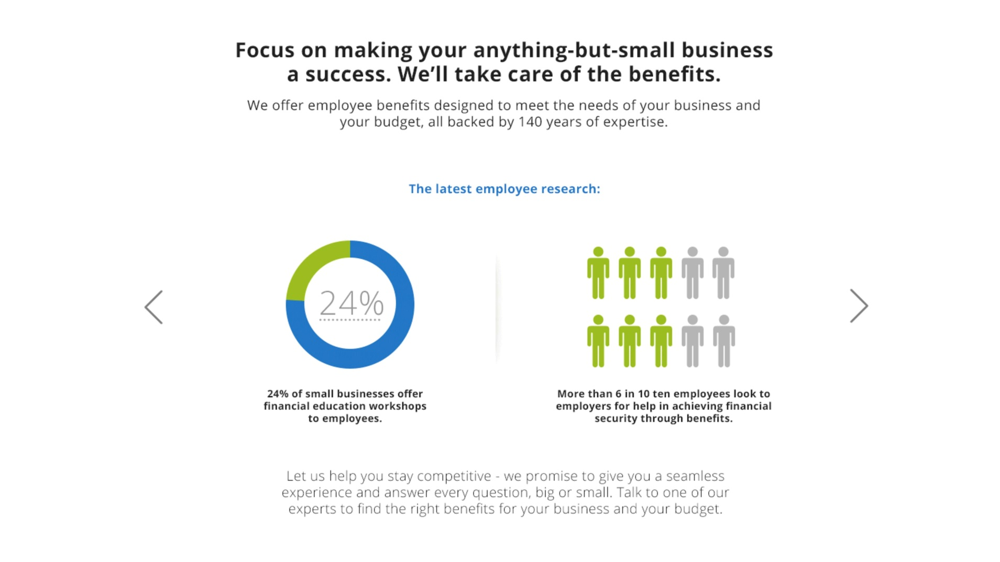 Focus on making your anything-but-small business
a success. We’ll take care of the benefits.
We offer employee benefits designed to meet the needs of your business and
your budget, all backed by 140 years of expertise.
The latest employee research:
24%
24% of small businesses offer
financial education workshops
to employees.
More than 6 in 10 ten employees look to
employers for help in achieving financial
security through benefits.
Let us help you stay competitive - we promise to give you a seamless
experience and answer every question, big or small. Talk to one of our
experts to find the right benefits for your business and your budget.